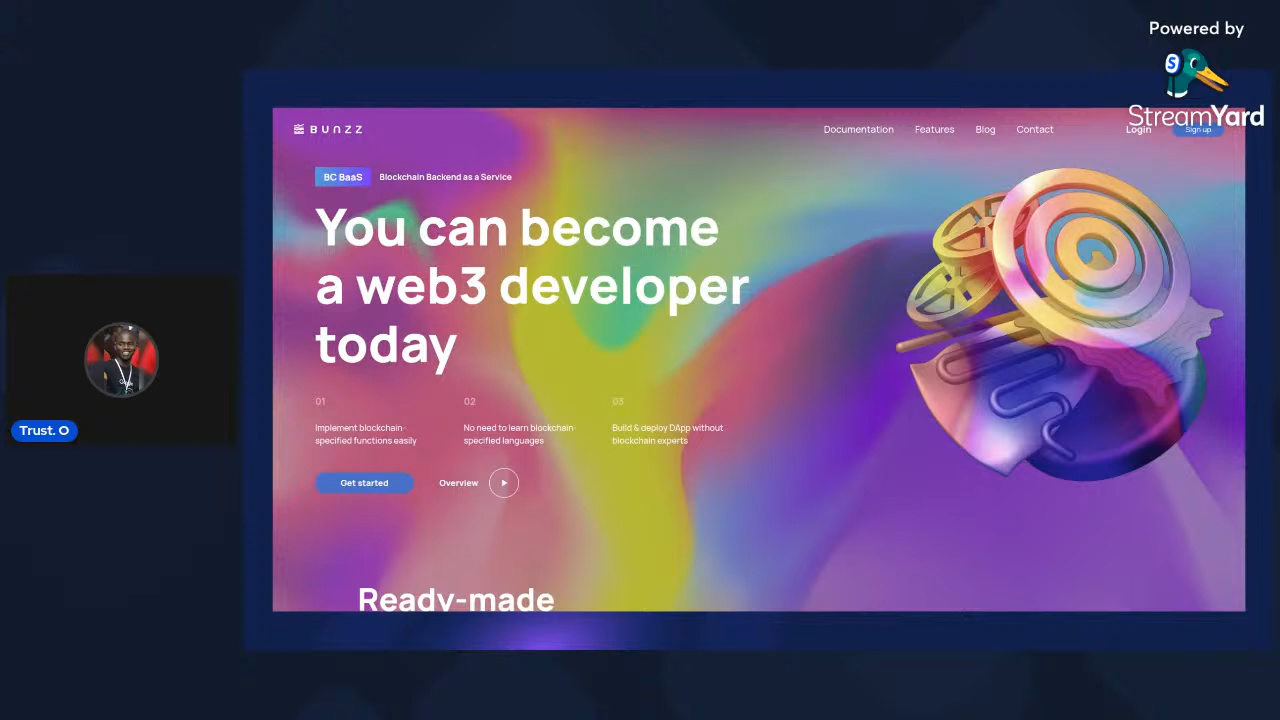 Powered by
StreamYard
BUNZZ
Documentation
Features
Blog
Contact
Login
Sign up
BC BaaS
Blockchain Backend as a Service
You can become
a web3 developer
today
01
Implement blockchain-
specified functions easily
02
No need to learn blockchain-
specified languages
03
Build & deploy DApp without
blockchain experts
Get started
Overview
Ready-made
Trust. O